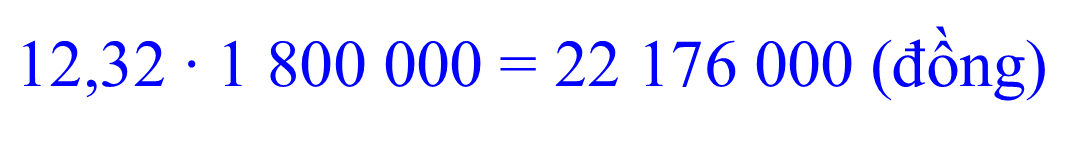 12,32 · 1 800 000 = 22 176 000 (đồng)